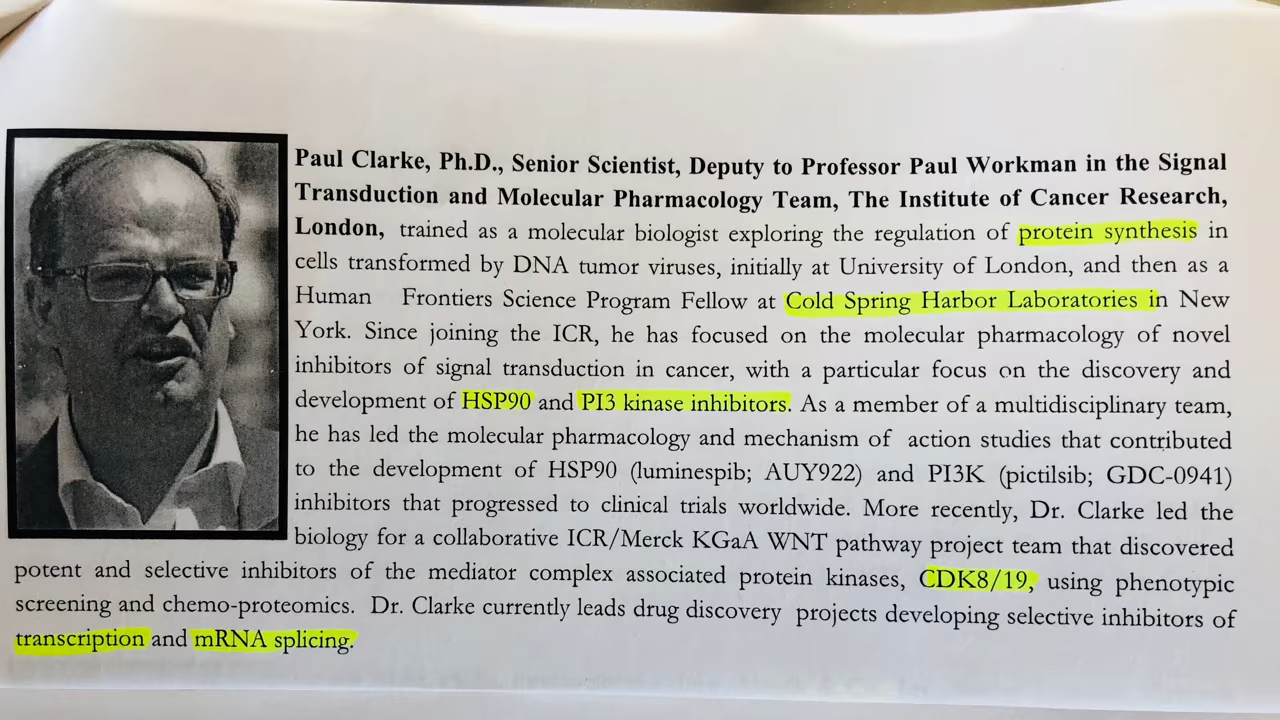 Paul Clarke, Ph.D., Senior Scientist, Deputy to Professor Paul Workman in the Signal
Transduction and Molecular Pharmacology Team, The Institute of Cancer Research,
London, trained as a molecular biologist exploring the regulation of protein synthesis in
cells transformed by DNA tumor viruses, initially at University of London, and then as a
Human Frontiers Science Program Fellow at Cold Spring Harbor Laboratories in New
York. Since joining the ICR, he has focused on the molecular pharmacology of novel
inhibitors of signal transduction in cancer, with a particular focus on the discovery and
development of HSP90 and PI3 kinase inhibitors. As a member of a multidisciplinary team,
he has led the molecular pharmacology and mechanism of action studies that contributed
to the development of HSP90 (luminespib; AUY922) and PI3K (pictilsib; GDC-0941)
inhibitors that progressed to clinical trials worldwide. More recently, Dr. Clarke led the
biology for a collaborative ICR/Merck KGaA WNT pathway project team that discovered
potent and selective inhibitors of the mediator complex associated protein kinases, CDK8/19, using phenotypic
screening and chemo-proteomics. Dr. Clarke currently leads drug discovery projects developing selective inhibitors of
transcription and mRNA splicing.